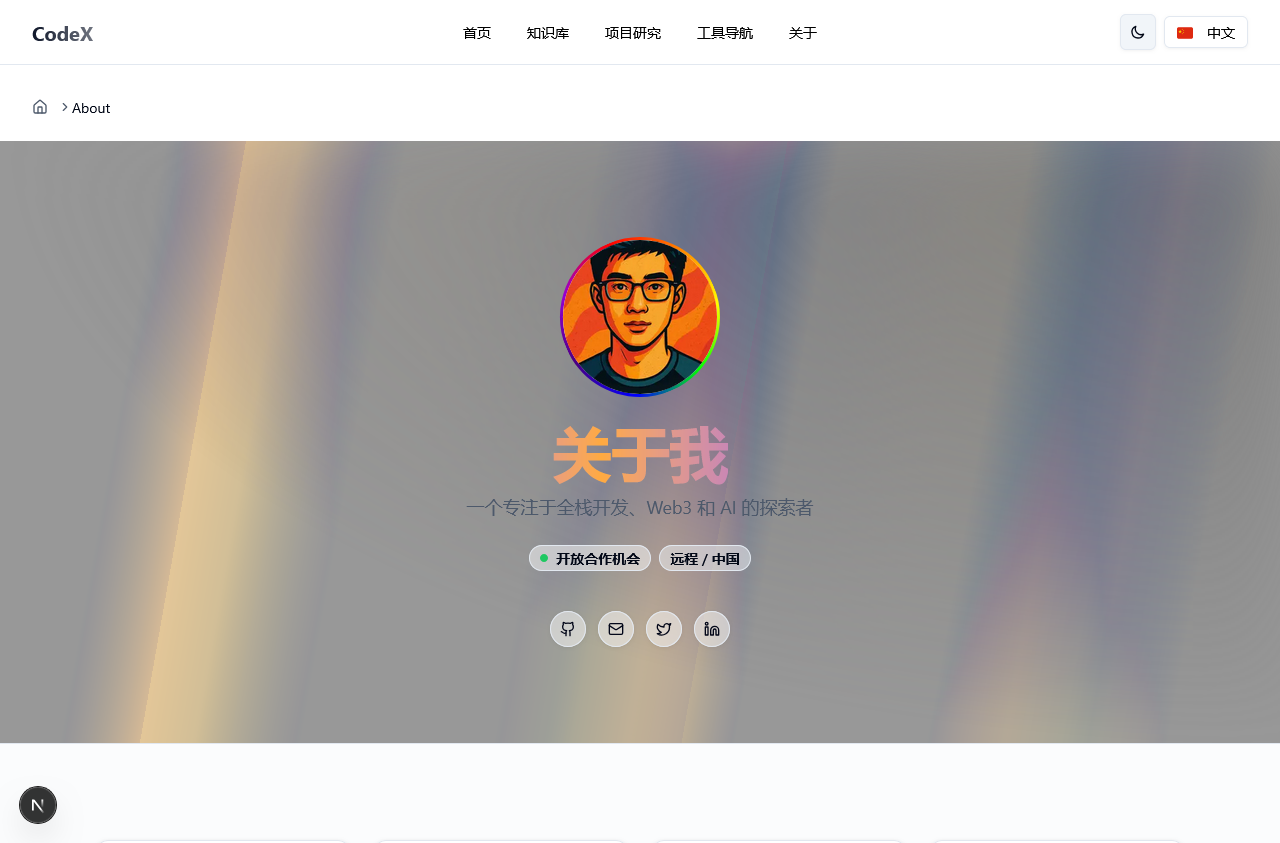 CodeX
首页 知识库 项目研究 工具导航 关于
中文
About
关于我
一个专注于全栈开发、Web3 和 AI 的探索者
开放合作机会 远程 / 中国
N